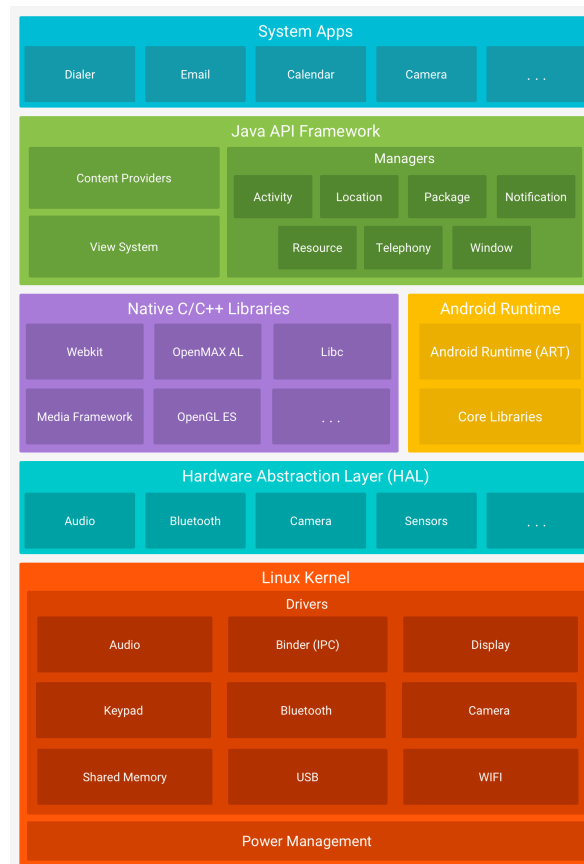 System Apps
Dialer
Email
Calendar
Camera
. . .
Java API Framework
Content Providers
View System
Managers
Activity
Location
Package
Notification
Resource
Telephony
Window
Native C/C++ Libraries
Webkit
OpenMAX AL
Libc
Media Framework
OpenGL ES
. . .
Android Runtime
Android Runtime (ART)
Core Libraries
Hardware Abstraction Layer (HAL)
Audio
Bluetooth
Camera
Sensors
. . .
Linux Kernel
Drivers
Audio
Binder (IPC)
Display
Keypad
Bluetooth
Camera
Shared Memory
USB
WIFI
Power Management